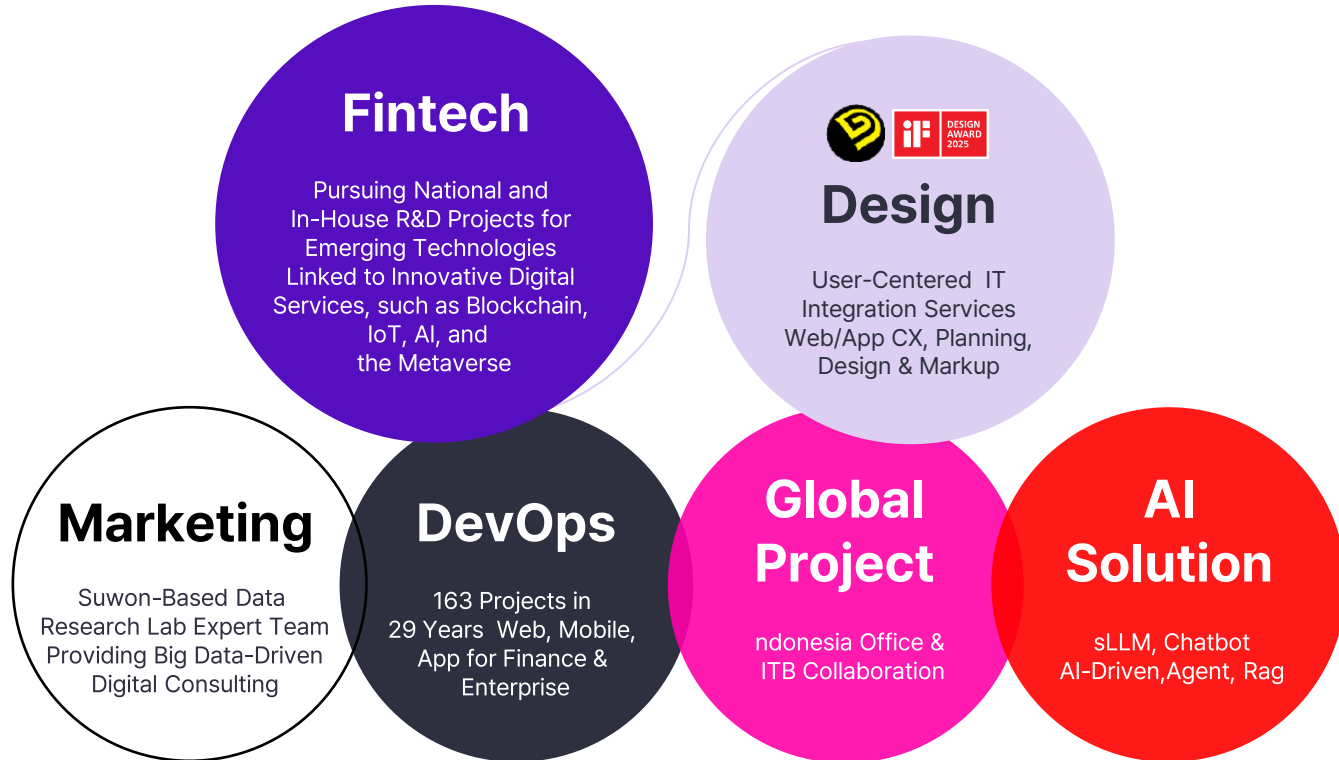 Fintech
Pursuing National and
In-House R&D Projects for
Emerging Technologies
Linked to Innovative Digital
Services, such as Blockchain,
IoT, AI, and
the Metaverse
iF
DESIGN
AWARD
2025
Design
User-Centered  IT
Integration Services
Web/App CX, Planning,
Design & Markup
Marketing
Suwon-Based Data
Research Lab Expert Team
Providing Big Data-Driven
Digital Consulting
DevOps
163 Projects in
29 Years  Web, Mobile,
App for Finance &
Enterprise
Global
Project
ndonesia Office &
ITB Collaboration
AI
Solution
sLLM, Chatbot
AI-Driven,Agent, Rag